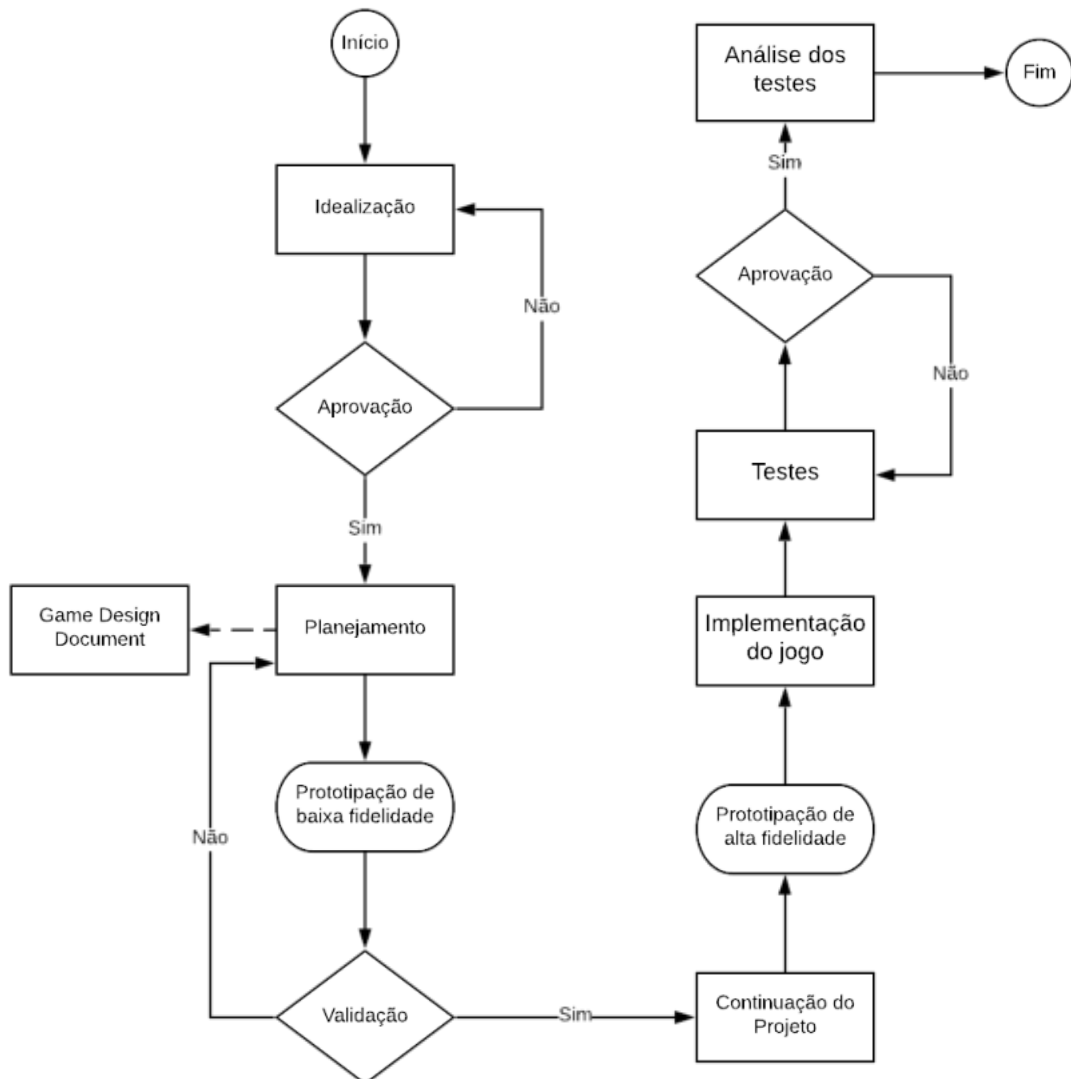 Início
Idealização
Não
Aprovação
Sim
Game Design
Document
Planejamento
Prototipação de
baixa fidelidade
Não
Validação
Sim
Continuação do
Projeto
Prototipação de
alta fidelidade
Implementação
do jogo
Testes
Não
Aprovação
Sim
Análise dos
testes
Fim